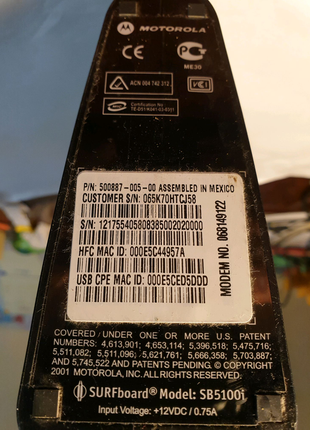 MOTOROLA
CE
ME39
ACN 004 742 312
VCI
Certification No
P/N: 500887-005-00 ASSEMBLED IN MEXICO
CUSTOMER S/N: 065K70HTCJ58
S/N: 121755405808385002020000
HFC MAC ID: 000E5C44957A
USB CPE MAC ID: 000E5CED5DDD
MODEM NO. 068149122
COVERED / UNDER ONE OR MORE U.S. PATENT
NUMBERS: 4,613,901; 4,653,114; 5,396,518; 5,475,716;
5,511,082; 5,511,096; 5,621,761; 5,666,358; 5,703,887;
AND 5,745,522 AND PATENTS PENDING. © COPYRIGHT
2001 MOTOROLA, INC. ALL RIGHTS RESERVED.
SURFboard® Model: SB5100i
Input Voltage: +12VDC / 0.75A